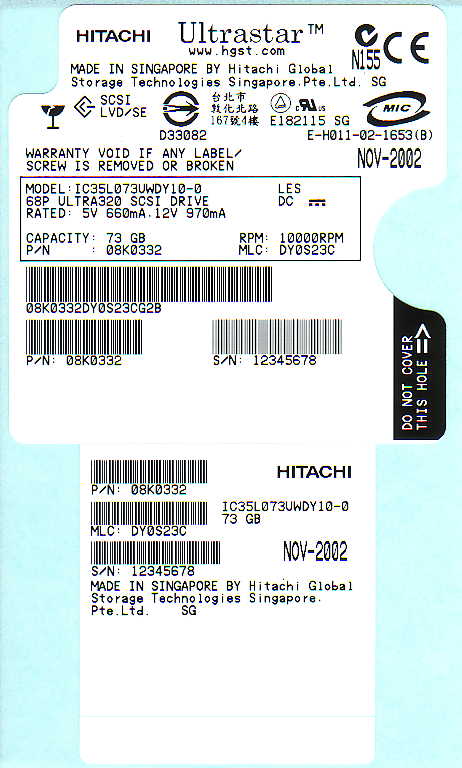 HITACHI Ultrastar™
www.hgst.com
N155 CE
MADE IN SINGAPORE BY Hitachi Global
Storage Technologies Singapore.Pte.Ltd. SG
SCSI
LVD/SE
D33082
台北市
敦化北路
167號4樓
E182115 SG
MIC
E-H011-02-1653(B)
WARRANTY VOID IF ANY LABEL/
SCREW IS REMOVED OR BROKEN
NOV-2002
MODEL:IC35L073UWDY10-0 LES
68P ULTRA320 SCSI DRIVE DC
RATED: 5V 660mA.12V 970mA
CAPACITY: 73 GB RPM: 10000RPM
P/N : 08K0332 MLC: DY0S23C
08K0332DY0S23CG2B
P/N: 08K0332 S/N: 12345678
DO NOT COVER
THIS HOLE =>
P/N: 08K0332
HITACHI
IC35L073UWDY10-0
73 GB
MLC: DY0S23C
NOV-2002
S/N: 12345678
MADE IN SINGAPORE BY Hitachi Global
Storage Technologies Singapore.
Pte.Ltd. SG